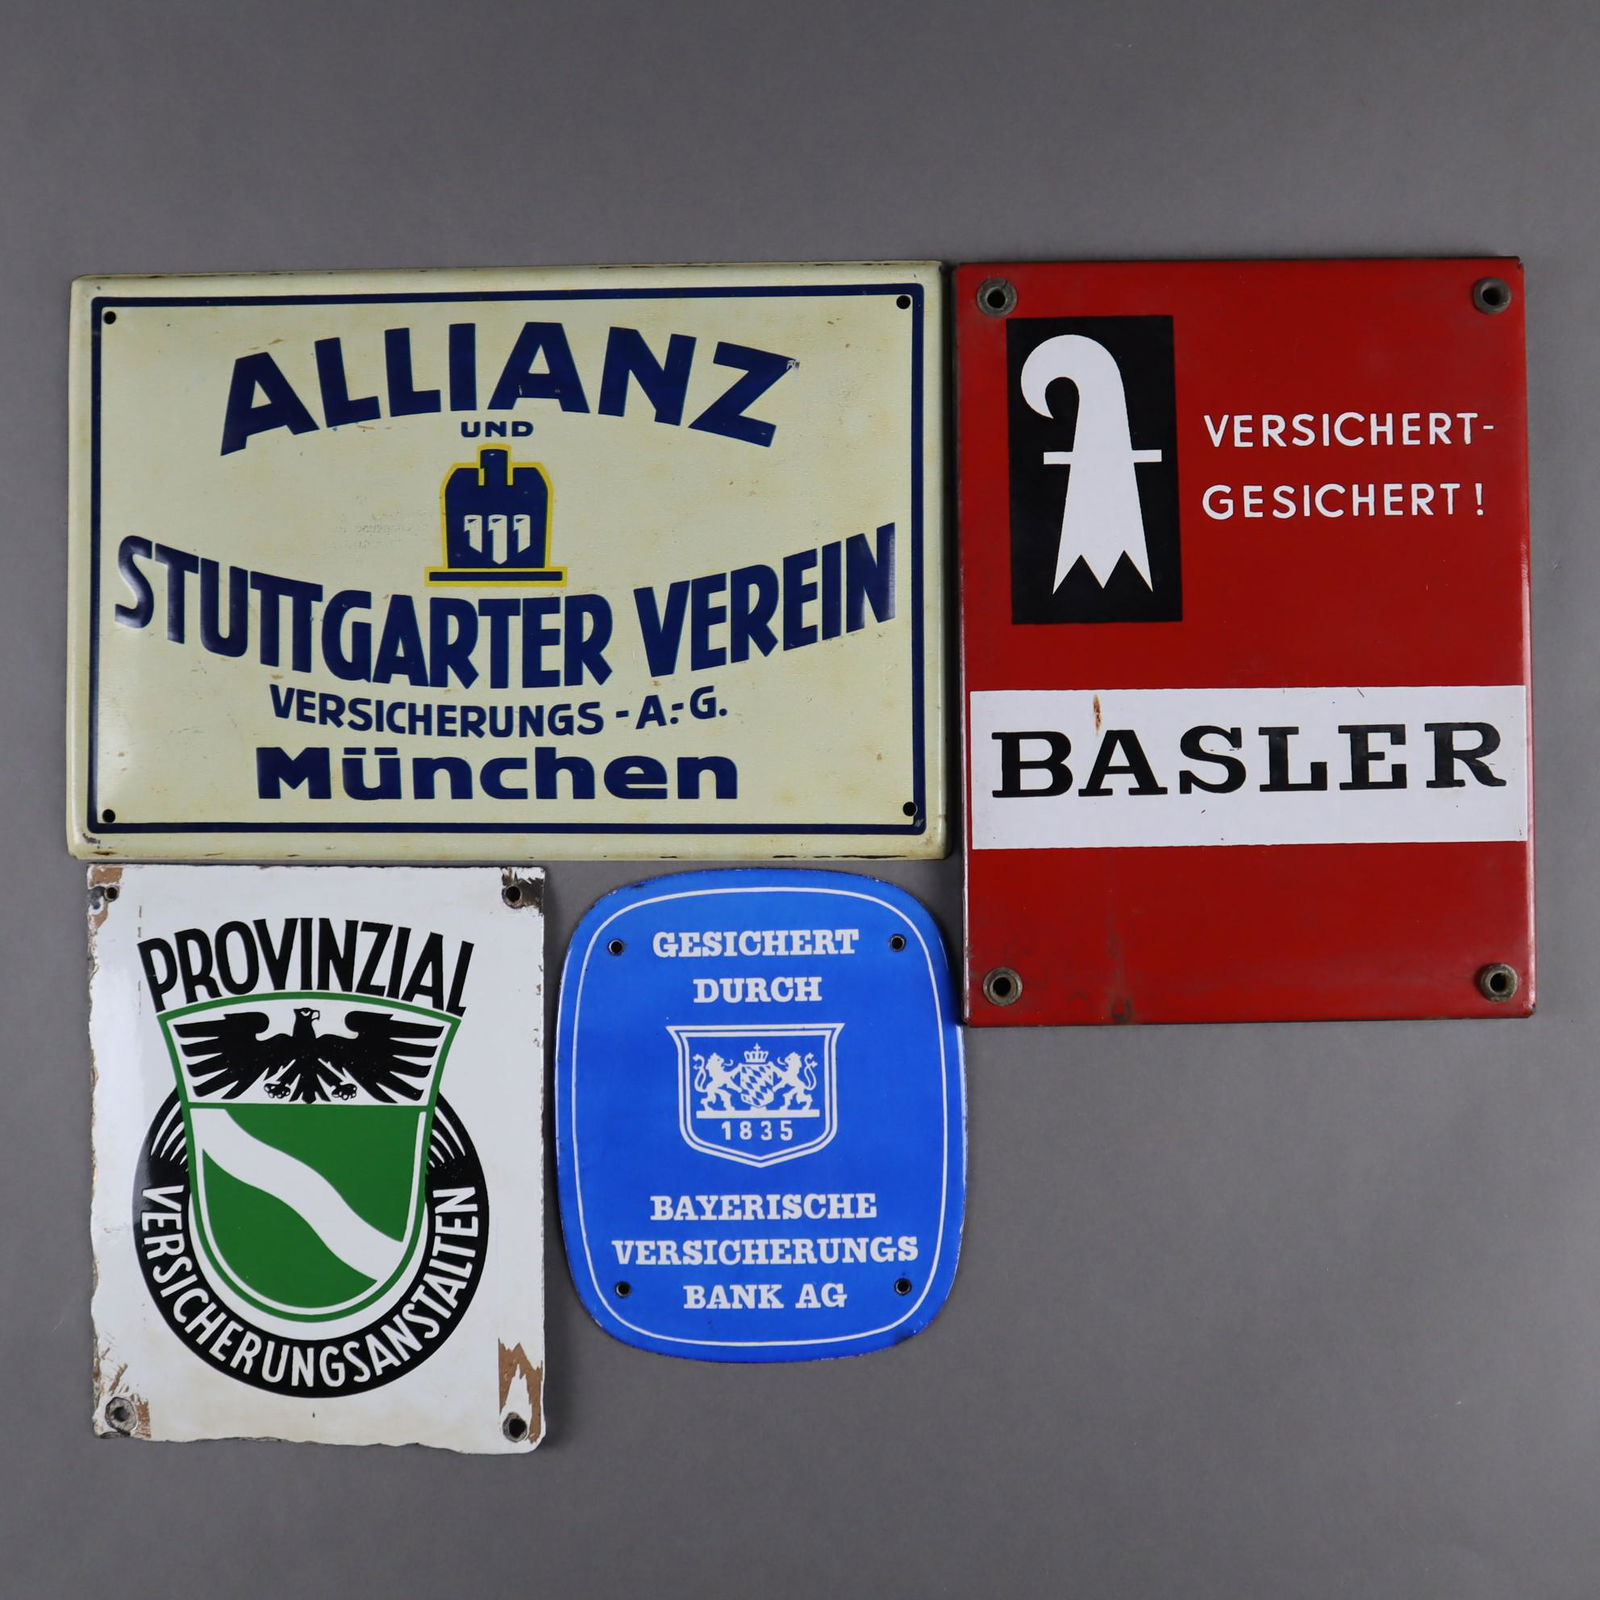 ALLIANZ
UND
STUTTGARTER VEREIN
VERSICHERUNGS-A.-G.
München
VERSICHERT-
GESICHERT!
BASLER
PROVINZIAL
VERSICHERUNGSANSTALTEN
GESICHERT
DURCH
1835
BAYERISCHE
VERSICHERUNGS
BANK AG